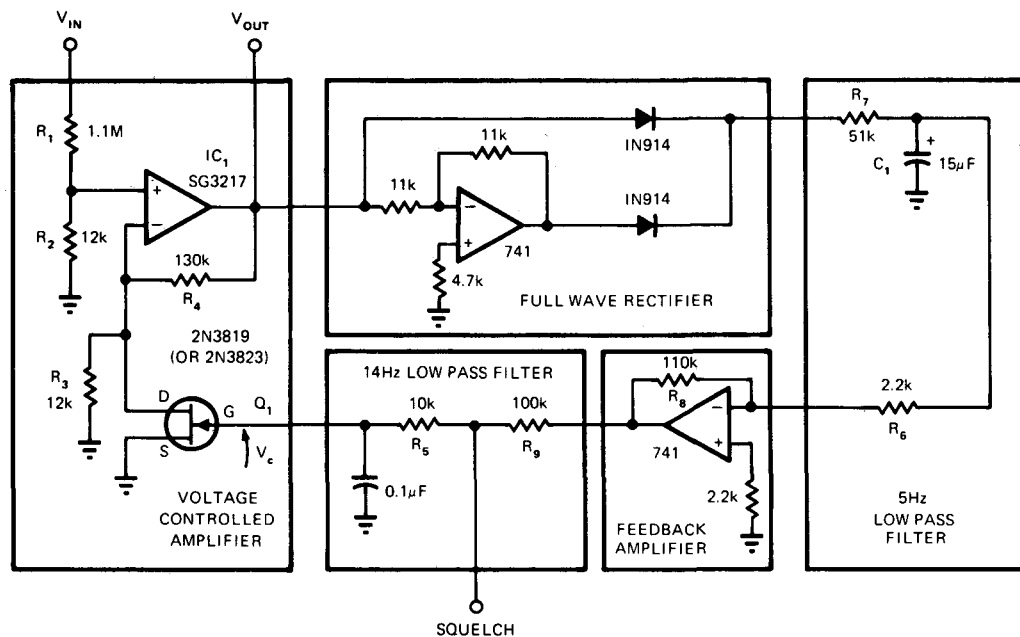 V_IN
V_OUT
R_1
1.1M
IC_1
SG3217
+
−
R_2
12k
130k
R_4
2N3819
(OR 2N3823)
R_3
12k
D
G
S
Q_1
V_c
VOLTAGE
CONTROLLED
AMPLIFIER
11k
11k
−
+
741
4.7k
IN914
IN914
FULL WAVE RECTIFIER
R_7
51k
C_1
+
15μF
2.2k
R_6
5Hz
LOW PASS
FILTER
14Hz LOW PASS FILTER
10k
R_5
100k
R_9
0.1μF
SQUELCH
110k
R_8
−
+
741
2.2k
FEEDBACK
AMPLIFIER